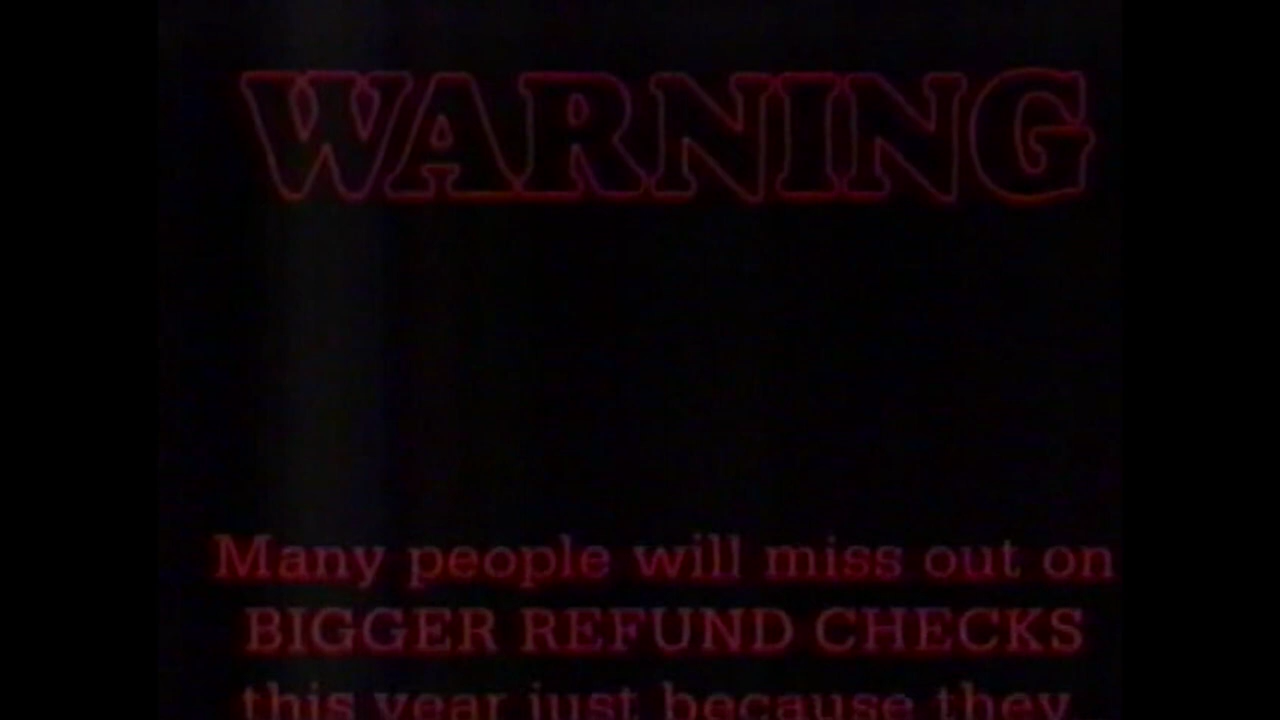 WARNING
Many people will miss out on
BIGGER REFUND CHECKS
this year just because they